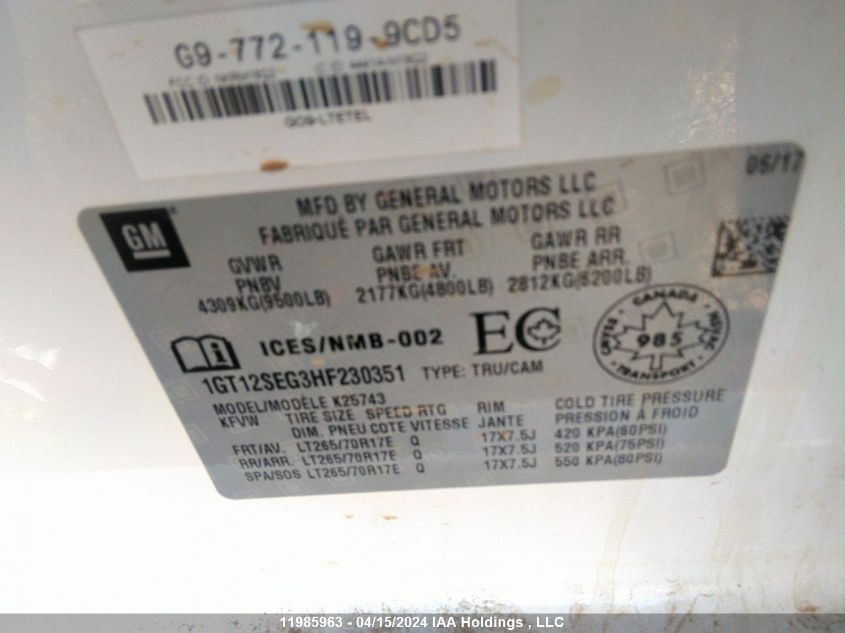 G9-772-119-9CD5
GM
06/17
MFD BY GENERAL MOTORS LLC
FABRIQUÉ PAR GENERAL MOTORS LLC
GVWR GAWR FRT GAWR RR
PNBV PNBE AV. PNBE ARR.
4309KG(9500LB) 2177KG(4800LB) 2812KG(6200LB)
ICES/NMB-002 EC
CANADA
985
1GT12SEG3HF230351 TYPE: TRU/CAM
MODEL/MODÈLE K25743
KFVW TIRE SIZE SPEED RTG RIM COLD TIRE PRESSURE
DIM. PNEU COTE VITESSE JANTE PRESSION À FROID
FRT/AV. LT265/70R17E Q 17X7.5J 420 KPA(60PSI)
RR/ARR. LT265/70R17E Q 17X7.5J 520 KPA(75PSI)
SPA/SOS LT265/70R17E Q 17X7.5J 550 KPA(80PSI)
11985963 - 04/15/2024 IAA Holdings , LLC